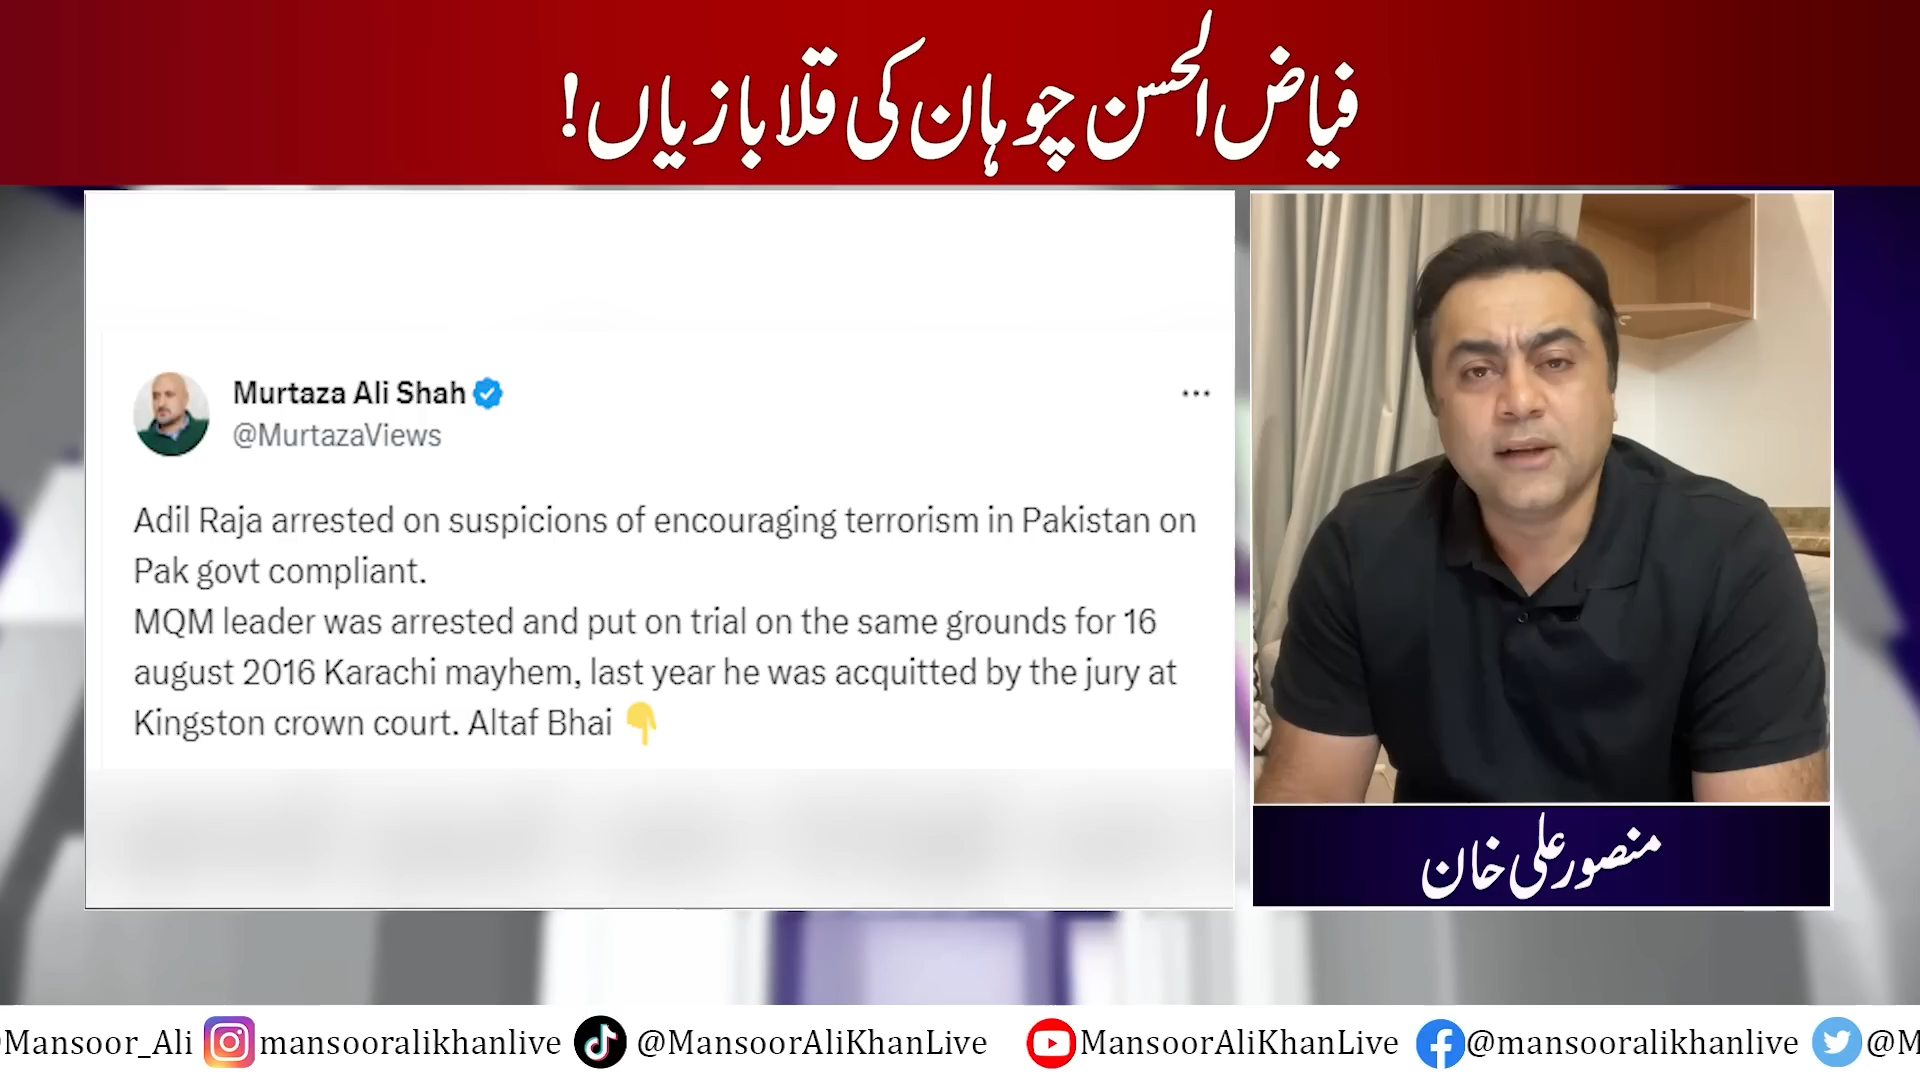 فیاض الحسن چوہان کی قلابازیاں!
Murtaza Ali Shah
@MurtazaViews
Adil Raja arrested on suspicions of encouraging terrorism in Pakistan on
Pak govt compliant.
MQM leader was arrested and put on trial on the same grounds for 16
august 2016 Karachi mayhem, last year he was acquitted by the jury at
Kingston crown court. Altaf Bhai 👇
منصور علی خان
Mansoor_Ali mansooralikhanlive @MansoorAliKhanLive MansoorAliKhanLive @mansooralikhanlive @M